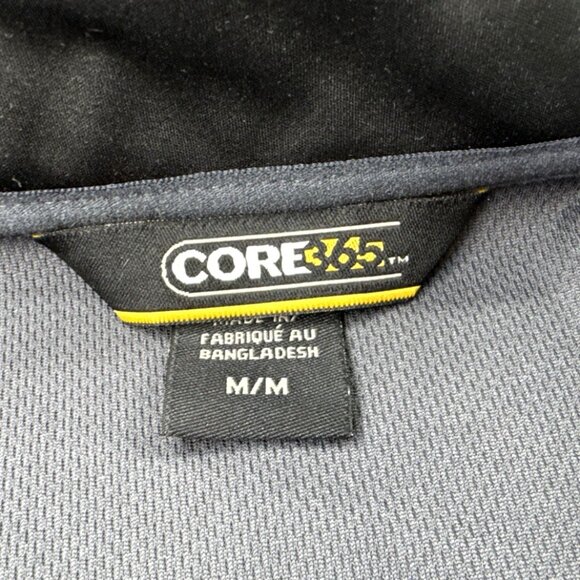 CORE365™
MADE IN/
FABRIQUÉ AU
BANGLADESH
M/M